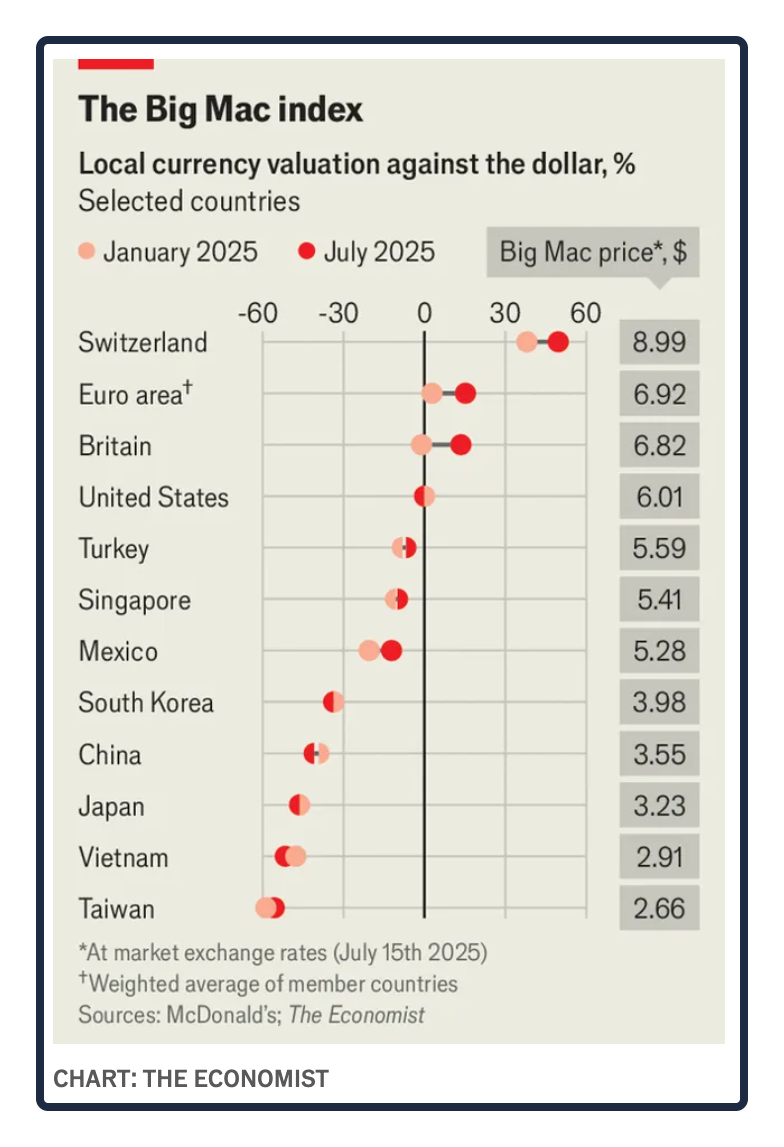 The Big Mac index
Local currency valuation against the dollar, %
Selected countries
January 2025 July 2025 Big Mac price*, $
-60 -30 0 30 60
Switzerland 8.99
Euro area† 6.92
Britain 6.82
United States 6.01
Turkey 5.59
Singapore 5.41
Mexico 5.28
South Korea 3.98
China 3.55
Japan 3.23
Vietnam 2.91
Taiwan 2.66
*At market exchange rates (July 15th 2025)
†Weighted average of member countries
Sources: McDonald's; The Economist
CHART: THE ECONOMIST